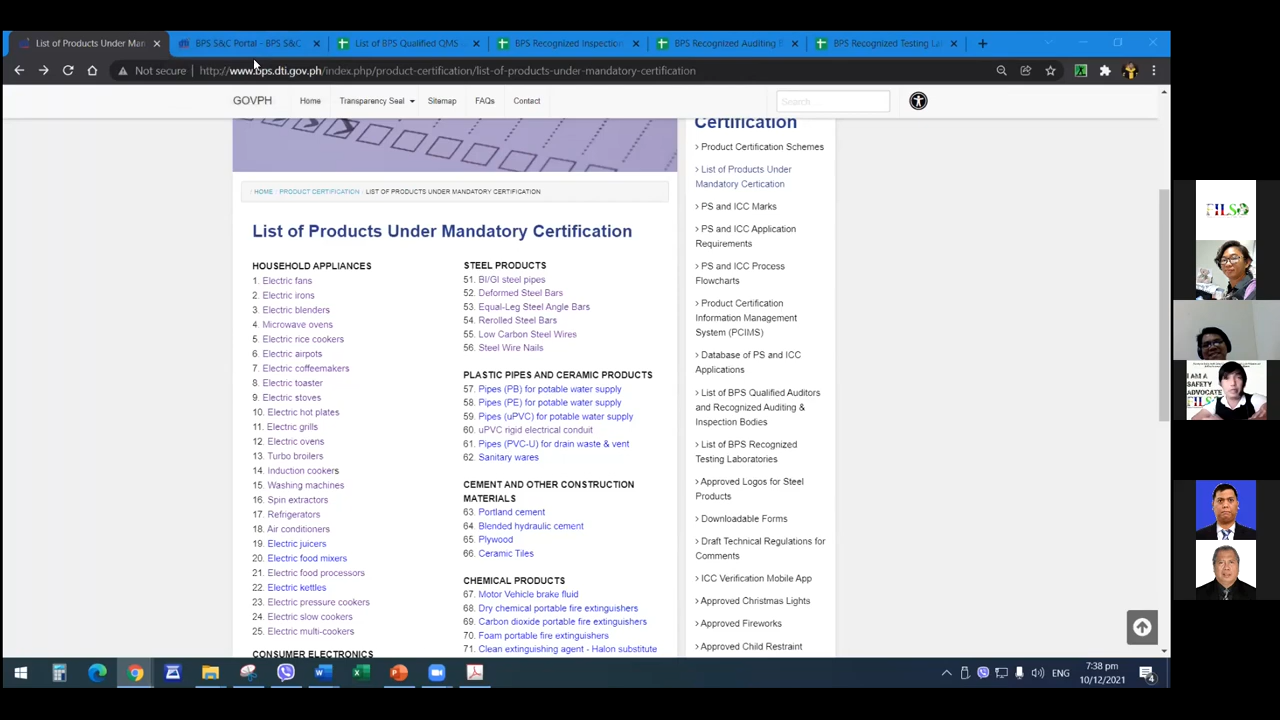 List of Products Under Man
BPS S&C Portal - BPS S&C
List of BPS Qualified QMS
BPS Recognized Inspection
BPS Recognized Auditing
BPS Recognized Testing La
Not secure
http://www.bps.dti.gov.ph/index.php/product-certification/list-of-products-under-mandatory-certification
GOVPH
Home
Transparency Seal
Sitemap
FAQs
Contact
Search
HOME
PRODUCT CERTIFICATION
LIST OF PRODUCTS UNDER MANDATORY CERTIFICATION
List of Products Under Mandatory Certification
HOUSEHOLD APPLIANCES
1. Electric fans
2. Electric irons
3. Electric blenders
4. Microwave ovens
5. Electric rice cookers
6. Electric airpots
7. Electric coffeemakers
8. Electric toaster
9. Electric stoves
10. Electric hot plates
11. Electric grills
12. Electric ovens
13. Turbo broilers
14. Induction cookers
15. Washing machines
16. Spin extractors
17. Refrigerators
18. Air conditioners
19. Electric juicers
20. Electric food mixers
21. Electric food processors
22. Electric kettles
23. Electric pressure cookers
24. Electric slow cookers
25. Electric multi-cookers
CONSUMER ELECTRONICS
STEEL PRODUCTS
51. BI/GI steel pipes
52. Deformed Steel Bars
53. Equal-Leg Steel Angle Bars
54. Rerolled Steel Bars
55. Low Carbon Steel Wires
56. Steel Wire Nails
PLASTIC PIPES AND CERAMIC PRODUCTS
57. Pipes (PB) for potable water supply
58. Pipes (PE) for potable water supply
59. Pipes (uPVC) for potable water supply
60. uPVC rigid electrical conduit
61. Pipes (PVC-U) for drain waste & vent
62. Sanitary wares
CEMENT AND OTHER CONSTRUCTION
MATERIALS
63. Portland cement
64. Blended hydraulic cement
65. Plywood
66. Ceramic Tiles
CHEMICAL PRODUCTS
67. Motor Vehicle brake fluid
68. Dry chemical portable fire extinguishers
69. Carbon dioxide portable fire extinguishers
70. Foam portable fire extinguishers
71. Clean extinguishing agent - Halon substitute
Certification
> Product Certification Schemes
> List of Products Under
Mandatory Certication
> PS and ICC Marks
> PS and ICC Application
Requirements
> PS and ICC Process
Flowcharts
> Product Certification
Information Management
System (PCIMS)
> Database of PS and ICC
Applications
> List of BPS Qualified Auditors
and Recognized Auditing &
Inspection Bodies
> List of BPS Recognized
Testing Laboratories
> Approved Logos for Steel
Products
> Downloadable Forms
> Draft Technical Regulations for
Comments
> ICC Verification Mobile App
> Approved Christmas Lights
> Approved Fireworks
> Approved Child Restraint
I AM A
SAFETY
ADVOCATE
ENG
7:38 pm
10/12/2021
4